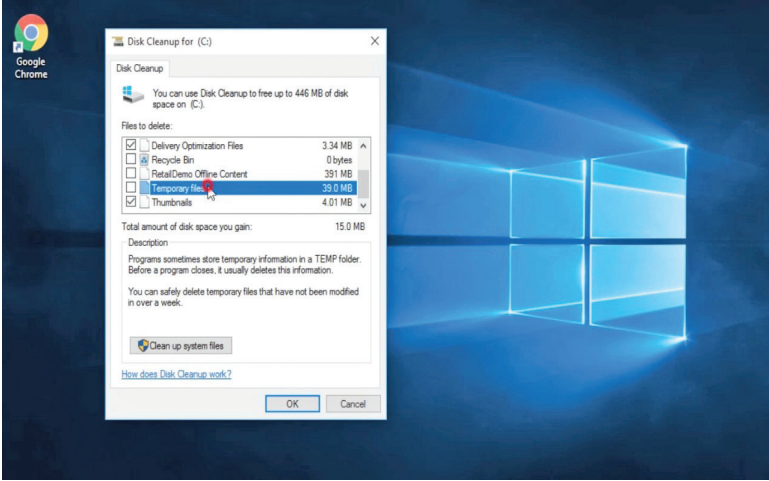 Google
Chrome
Disk Cleanup for (C:)
Disk Cleanup
You can use Disk Cleanup to free up to 446 MB of disk
space on (C:).
Files to delete:
Delivery Optimization Files 3.34 MB
Recycle Bin 0 bytes
RetailDemo Offline Content 391 MB
Temporary files 39.0 MB
Thumbnails 4.01 MB
Total amount of disk space you gain: 15.0 MB
Description
Programs sometimes store temporary information in a TEMP folder.
Before a program closes, it usually deletes this information.
You can safely delete temporary files that have not been modified
in over a week.
Clean up system files
How does Disk Cleanup work?
OK Cancel